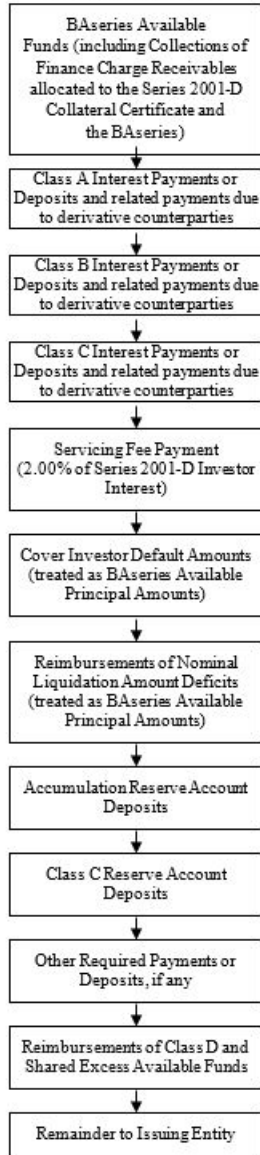 BAseries Available
Funds (including Collections of
Finance Charge Receivables
allocated to the Series 2001-D
Collateral Certificate and
the BAseries)
Class A Interest Payments or
Deposits and related payments due
to derivative counterparties
Class B Interest Payments or
Deposits and related payments due
to derivative counterparties
Class C Interest Payments or
Deposits and related payments due
to derivative counterparties
Servicing Fee Payment
(2.00% of Series 2001-D Investor
Interest)
Cover Investor Default Amounts
(treated as BAseries Available
Principal Amounts)
Reimbursements of Nominal
Liquidation Amount Deficits
(treated as BAseries Available
Principal Amounts)
Accumulation Reserve Account
Deposits
Class C Reserve Account
Deposits
Other Required Payments or
Deposits, if any
Reimbursements of Class D and
Shared Excess Available Funds
Remainder to Issuing Entity